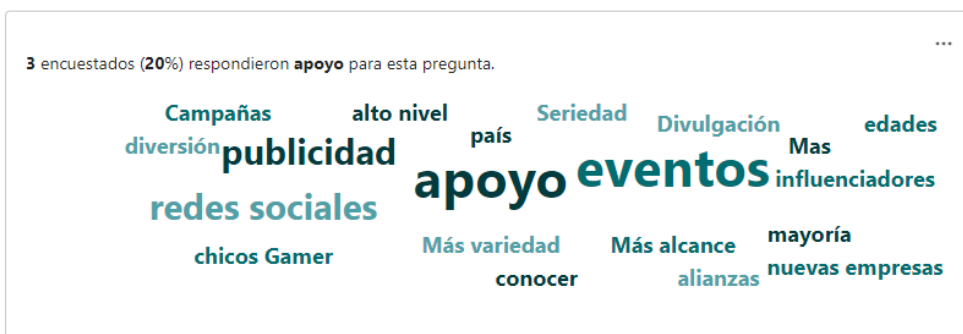 ...
3 encuestados (20%) respondieron apoyo para esta pregunta.
Campañas alto nivel Seriedad Divulgación edades
diversión publicidad país Mas
apoyo eventos influenciadores
redes sociales
chicos Gamer Más variedad Más alcance mayoría
conocer alianzas nuevas empresas